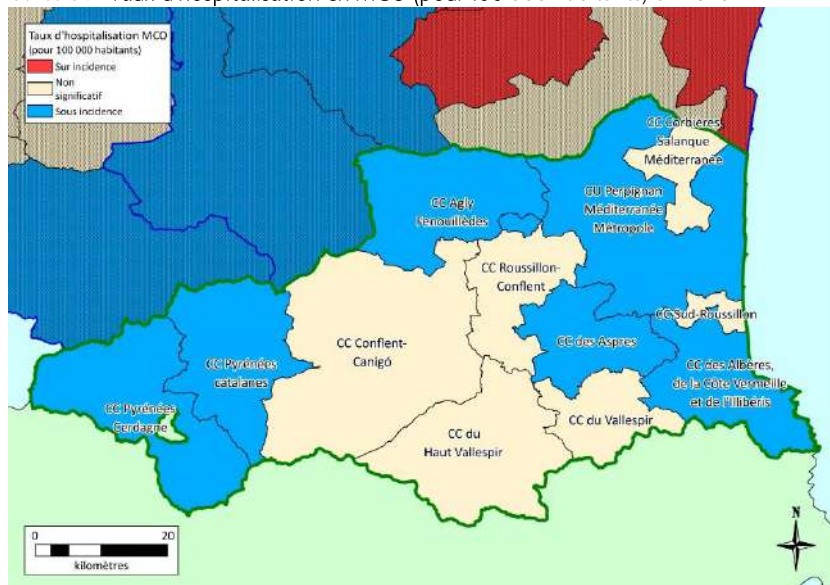 Taux d'hospitalisation MCO
(pour 100 000 habitants)
Sur incidence
Non
significatif
Sous incidence
CC Corbières
Salanque
Méditerranée
CC Agly
Fenouillèdes
CU Perpignan
Méditerranée
Métropole
CC Roussillon-
Conflent
CC Sud-Roussillon
CC Conflent-
Canigó
CC des Aspres
CC Pyrénées
catalanes
CC des Albères,
de la Côte Vermeille
et de l'Illibéris
CC Pyrénées
Cerdagne
CC du Vallespir
CC du
Haut Vallespir
N
0 20
kilomètres